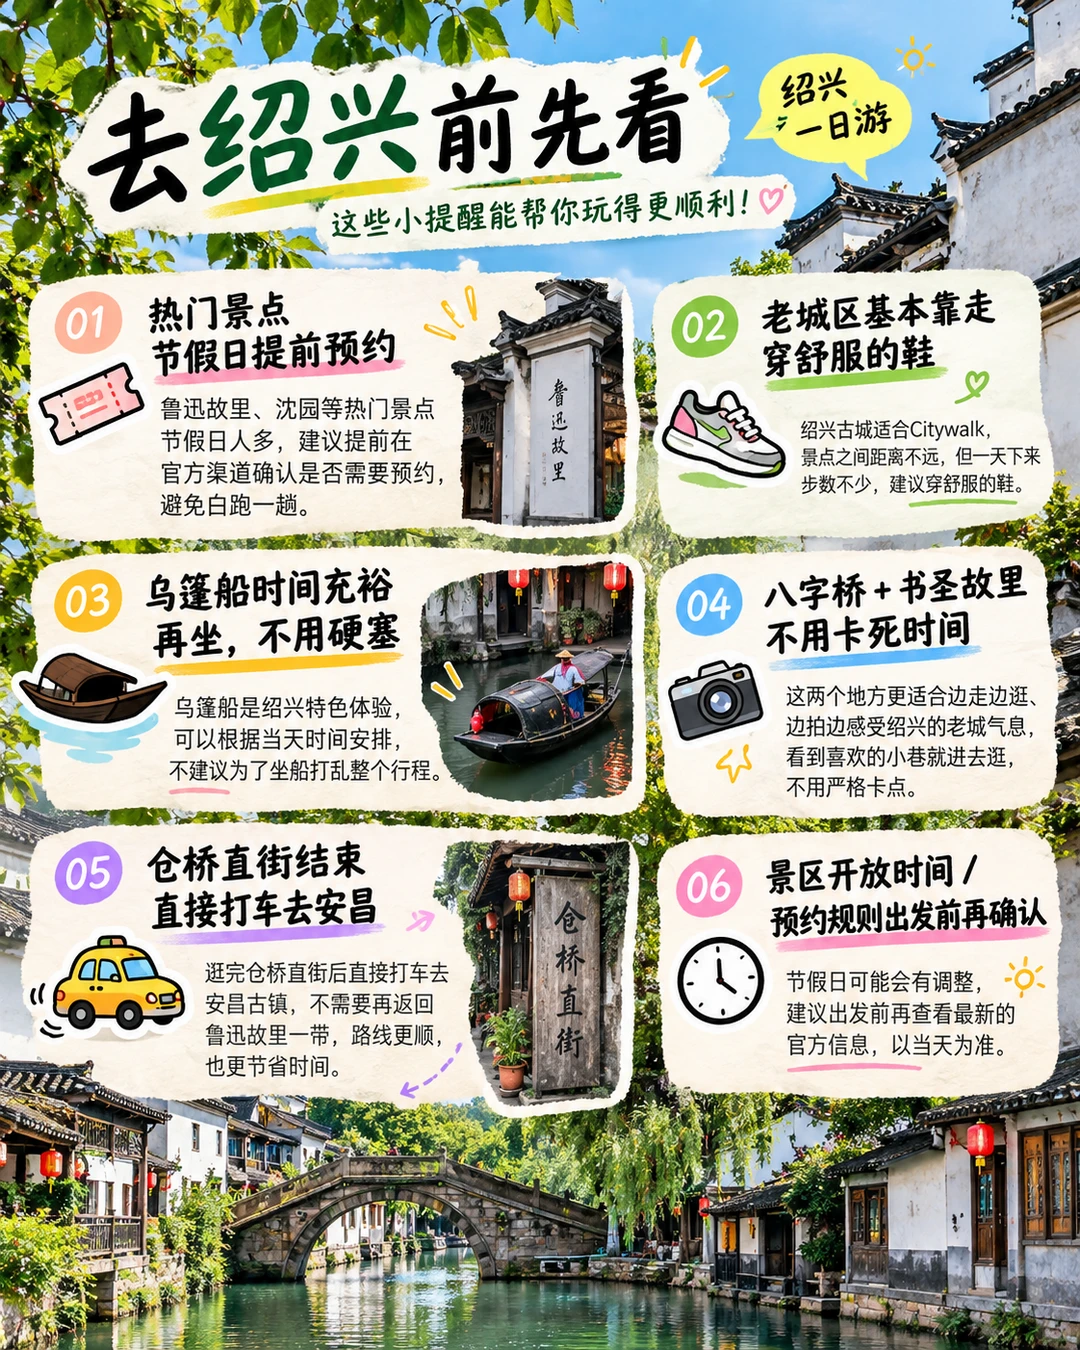 去绍兴前先看
绍兴
一日游
这些小提醒能帮你玩得更顺利！
01
热门景点
节假日提前预约
鲁迅故里、沈园等热门景点
节假日人多，建议提前在
官方渠道确认是否需要预约，
避免白跑一趟。
鲁迅故里
02
老城区基本靠走
穿舒服的鞋
绍兴古城适合Citywalk，
景点之间距离不远，但一天下来
步数不少，建议穿舒服的鞋。
03
乌篷船时间充裕
再坐，不用硬塞
乌篷船是绍兴特色体验，
可以根据当天时间安排，
不建议为了坐船打乱整个行程。
04
八字桥+书圣故里
不用卡死时间
这两个地方更适合边走边逛、
边拍边感受绍兴的老城气息，
看到喜欢的小巷就进去逛，
不用严格卡点。
05
仓桥直街结束
直接打车去安昌
逛完仓桥直街后直接打车去
安昌古镇，不需要再返回
鲁迅故里一带，路线更顺，
也更节省时间。
仓桥直街
06
景区开放时间/
预约规则出发前再确认
节假日可能会有调整，
建议出发前再查看最新的
官方信息，以当天为准。